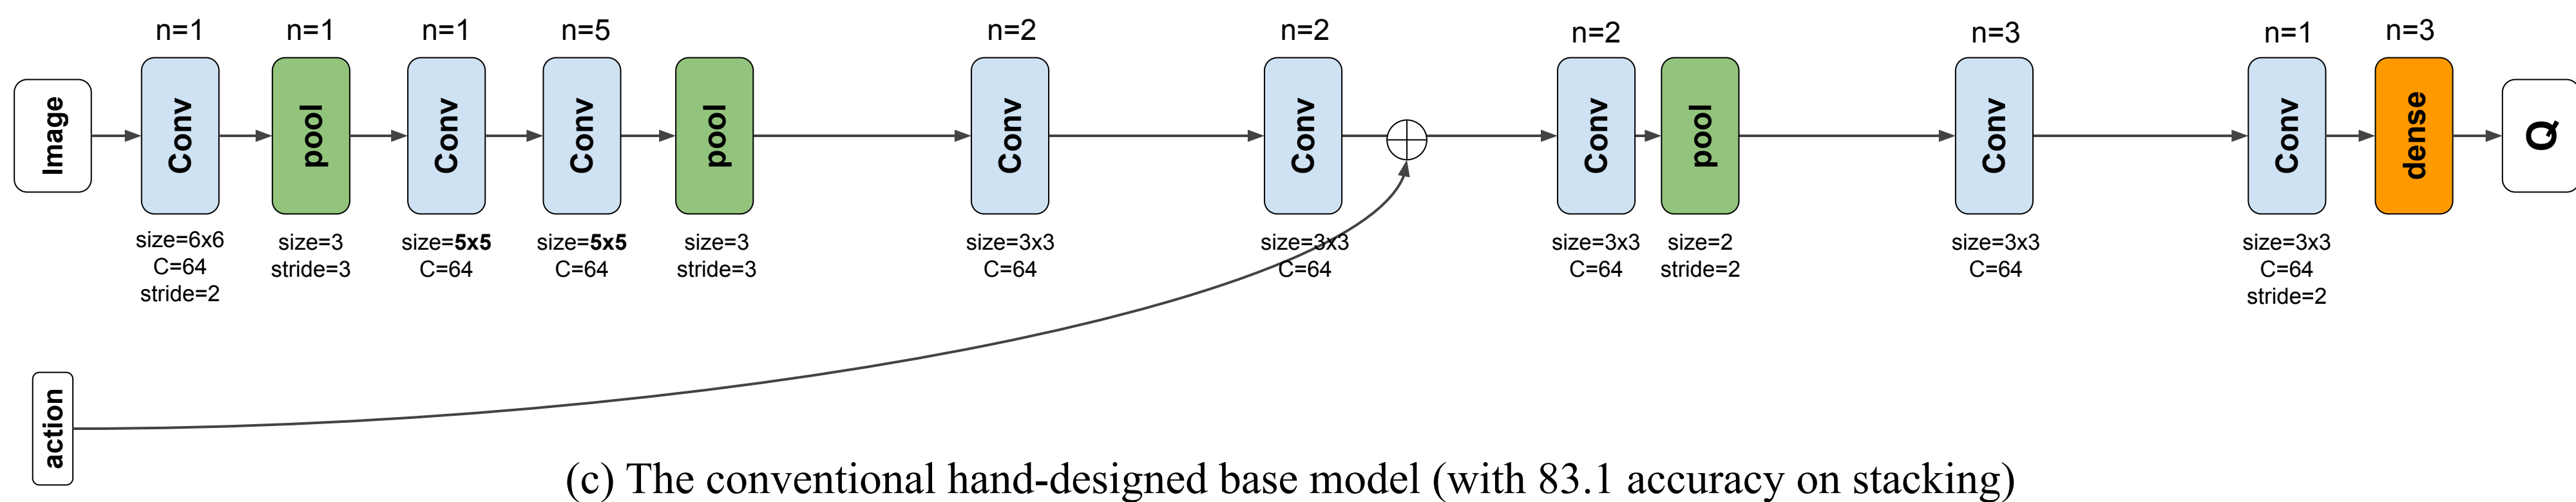 n=1 n=1 n=1 n=5 n=2 n=2 n=2 n=3 n=1 n=3
Image Conv pool Conv Conv pool Conv Conv Conv pool Conv Conv dense Q
size=6x6 size=3 size=5x5 size=5x5 size=3 size=3x3 size=3x3 size=3x3 size=2 size=3x3 size=3x3
C=64 stride=3 C=64 C=64 stride=3 C=64 C=64 C=64 stride=2 C=64 C=64
stride=2 stride=2
action
(c) The conventional hand-designed base model (with 83.1 accuracy on stacking)